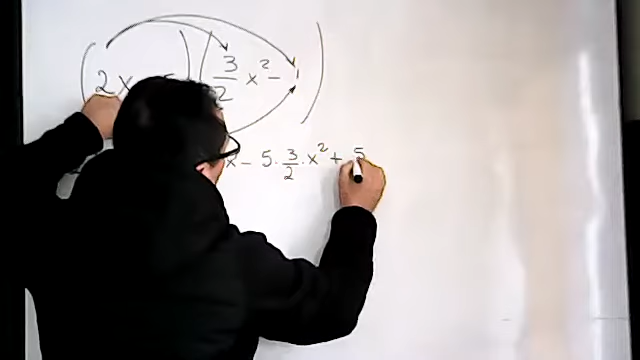 (2x ) ( 3/2 x² - 1 )
x - 5 · 3/2 · x² + 5